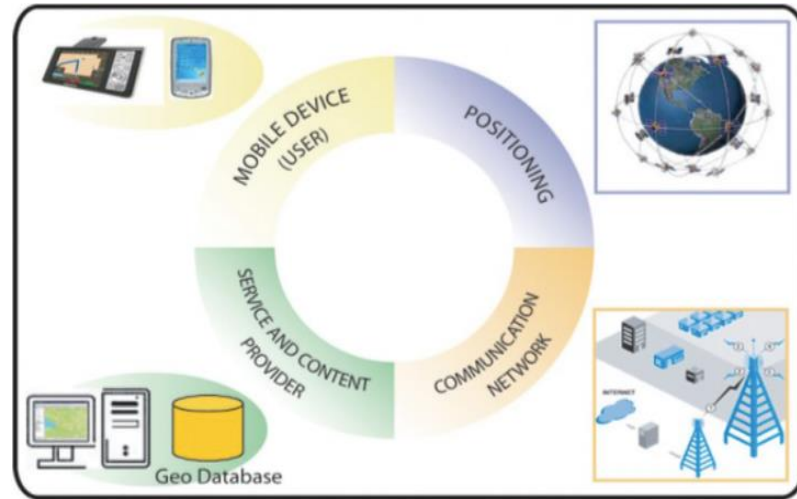 MOBILE DEVICE
(USER)
POSITIONING
SERVICE AND CONTENT
PROVIDER
COMMUNICATION
NETWORK
INTERNET
Geo Database